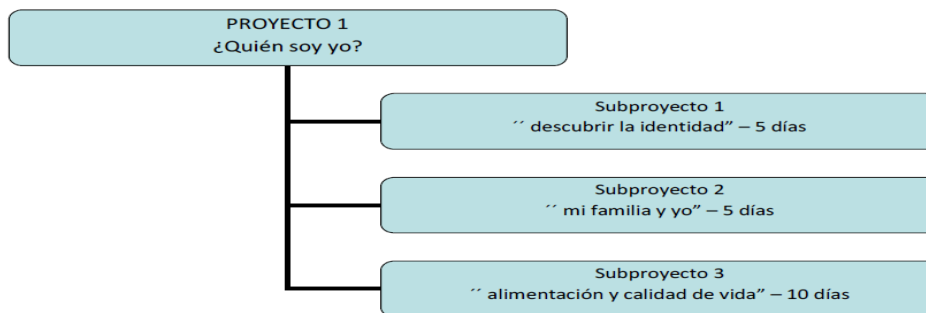 PROYECTO 1
¿Quién soy yo?
Subproyecto 1
´´ descubrir la identidad” – 5 días
Subproyecto 2
´´ mi familia y yo” – 5 días
Subproyecto 3
´´ alimentación y calidad de vida” – 10 días